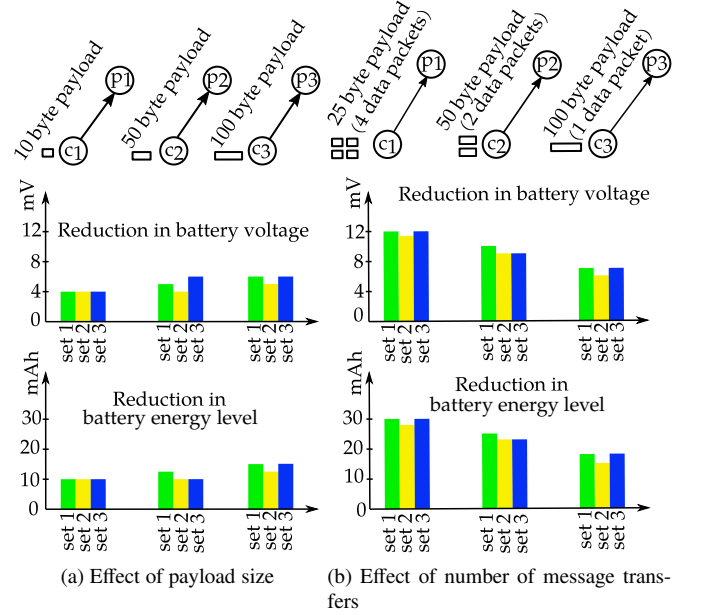 10 byte payload
p1
c1
50 byte payload
p2
c2
100 byte payload
p3
c3
25 byte payload
(4 data packets)
p1
c1
50 byte payload
(2 data packets)
p2
c2
100 byte payload
(1 data packet)
p3
c3
mV
Reduction in battery voltage
12
8
4
0
set 1
set 2
set 3
set 1
set 2
set 3
set 1
set 2
set 3
mV
Reduction in battery voltage
12
8
4
0
set 1
set 2
set 3
set 1
set 2
set 3
set 1
set 2
set 3
mAh
Reduction in
battery energy level
30
20
10
0
set 1
set 2
set 3
set 1
set 2
set 3
set 1
set 2
set 3
mAh
Reduction in
battery energy level
30
20
10
0
set 1
set 2
set 3
set 1
set 2
set 3
set 1
set 2
set 3
(a) Effect of payload size
(b) Effect of number of message trans-
fers